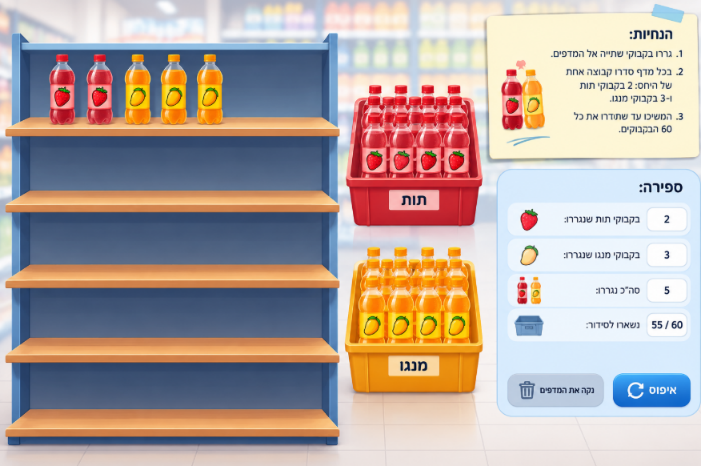 הנחיות:
1. גררו בקבוקי שתייה אל המדפים.
2. בכל מדף סדרו קבוצה אחת
של היחס: 2 בקבוקי תות
ו-3 בקבוקי מנגו.
3. המשיכו עד שתודרו את כל
60 הבקבוקים.
תות
מנגו
ספירה:
בקבוקי תות שנגררו: 2
בקבוקי מנגו שנגררו: 3
סה"כ נגררו: 5
נשארו לסידור: 55 / 60
איפוס
נקה את המדפים